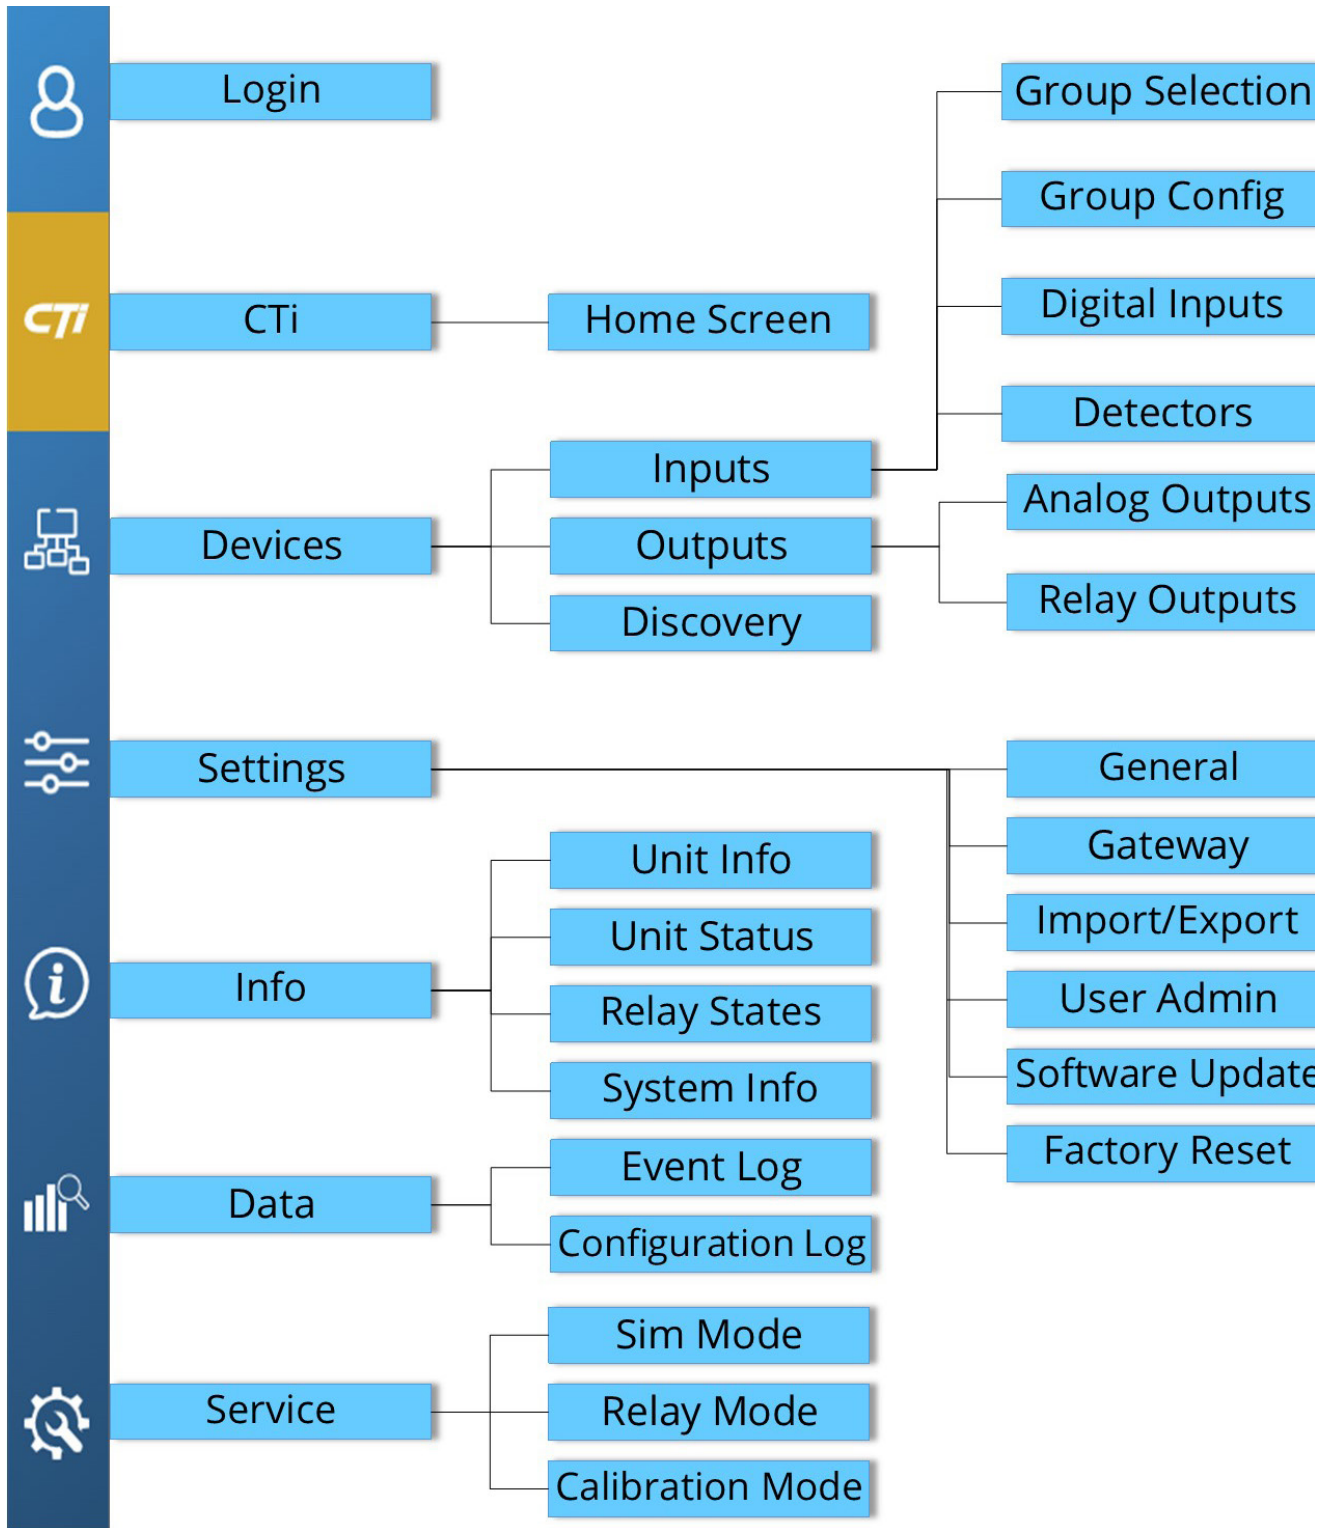 Login
Group Selection
Group Config
CTi
CTi
Home Screen
Digital Inputs
Detectors
Inputs
Analog Outputs
Devices
Outputs
Relay Outputs
Discovery
Settings
General
Gateway
Unit Info
Import/Export
Unit Status
Info
User Admin
Relay States
Software Update
System Info
Factory Reset
Event Log
Data
Configuration Log
Sim Mode
Service
Relay Mode
Calibration Mode